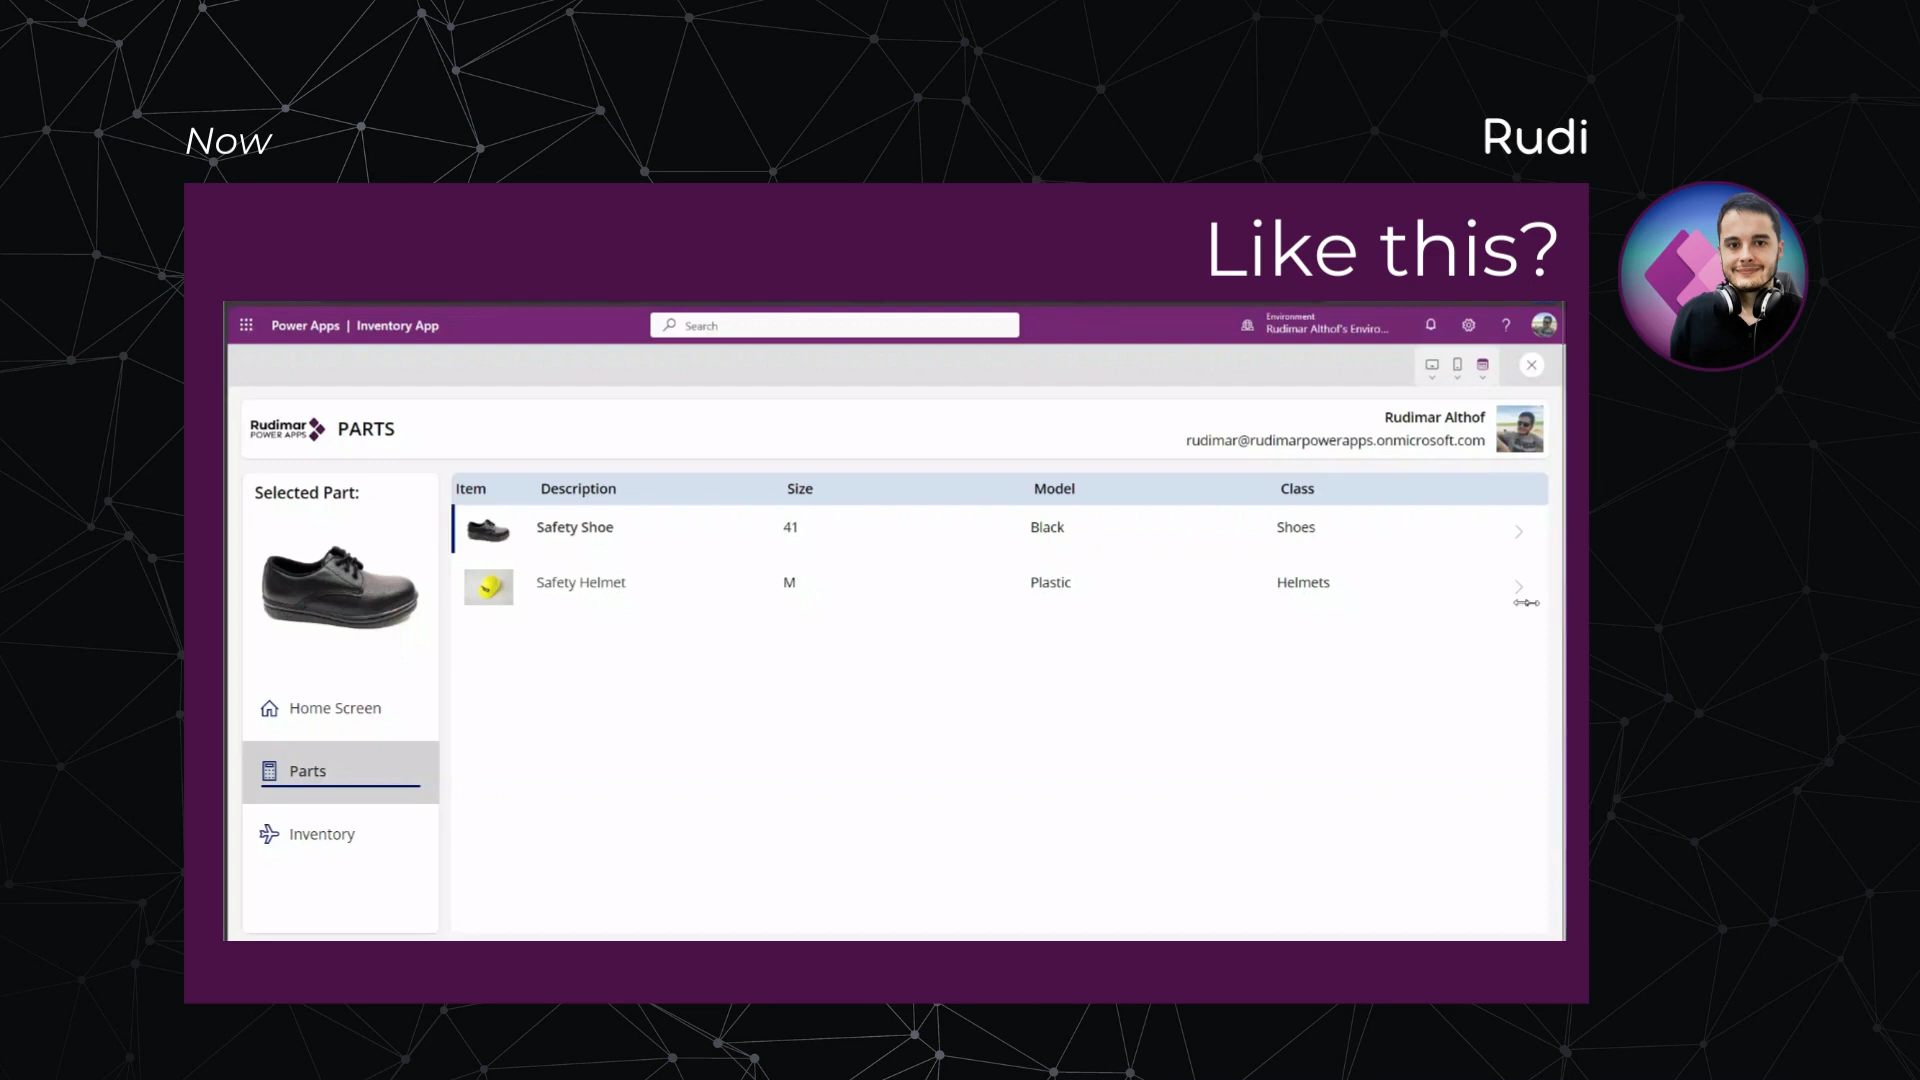 Now
Rudi
Like this?
Power Apps | Inventory App
Search
Environment
Rudimar Althof's Enviro...
?
Rudimar
POWER APPS
PARTS
Rudimar Althof
rudimar@rudimarpowerapps.onmicrosoft.com
Selected Part:
Home Screen
Parts
Inventory
Item Description Size Model Class
Safety Shoe 41 Black Shoes
Safety Helmet M Plastic Helmets